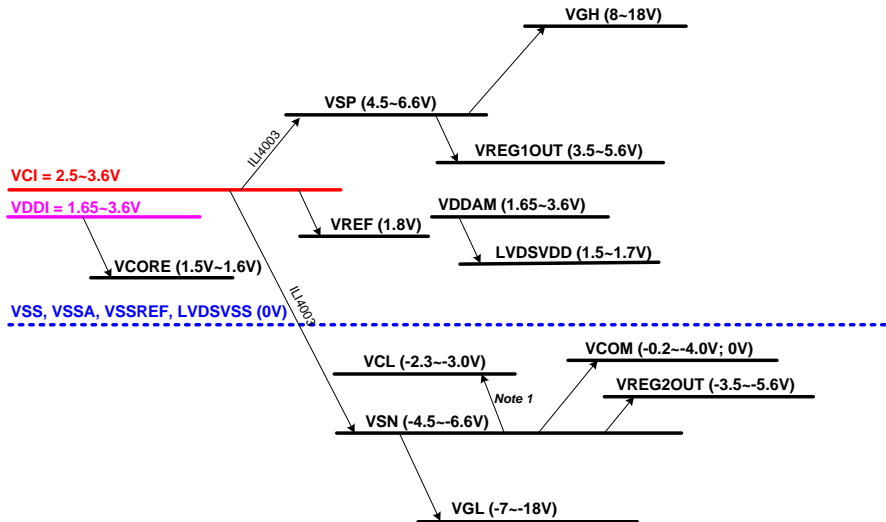 VGH (8~18V)
VSP (4.5~6.6V)
ILI4003
VREG1OUT (3.5~5.6V)
VCI = 2.5~3.6V
VDDI = 1.65~3.6V
VDDAM (1.65~3.6V)
VREF (1.8V)
LVDSVDD (1.5~1.7V)
VCORE (1.5V~1.6V)
ILI4003
VSS, VSSA, VSSREF, LVDSVSS (0V)
VCL (-2.3~-3.0V)
VCOM (-0.2~-4.0V; 0V)
VREG2OUT (-3.5~-5.6V)
Note 1
VSN (-4.5~-6.6V)
VGL (-7~-18V)